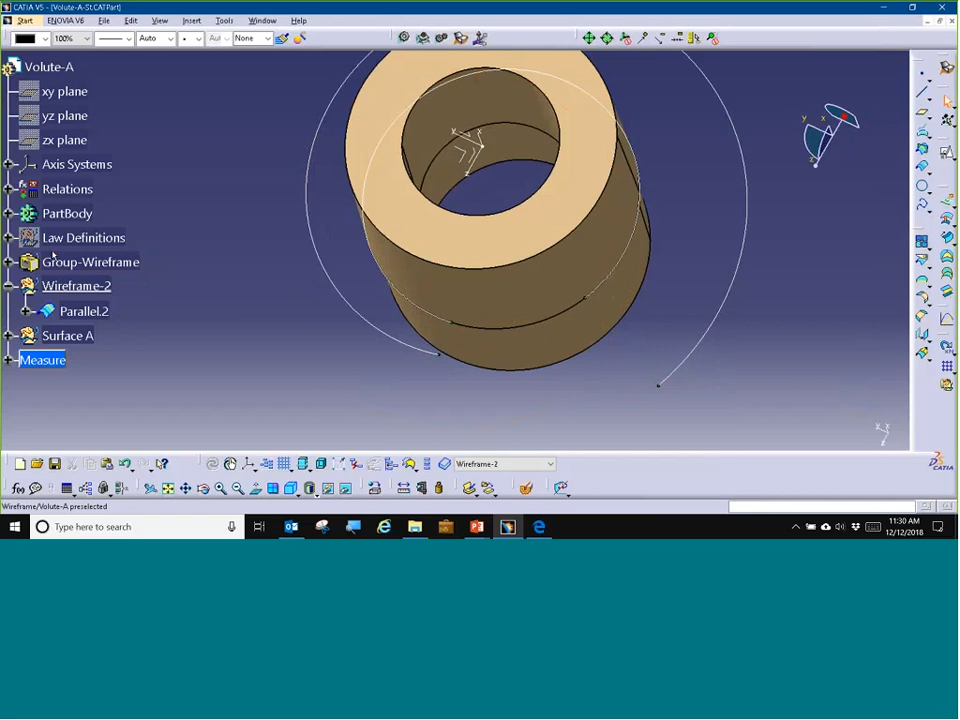 CATIA V5 - [Volute-A-St.CATPart]
Start ENOVIA V6 File Edit View Insert Tools Window Help
100% Auto None
Volute-A
xy plane
yz plane
zx plane
Axis Systems
Relations
PartBody
Law Definitions
Group-Wireframe
Wireframe-2
Parallel.2
Surface A
Measure
y x
z
Wireframe-2
CATIA
Wireframe/Volute-A preselected
Type here to search
11:30 AM
12/12/2018